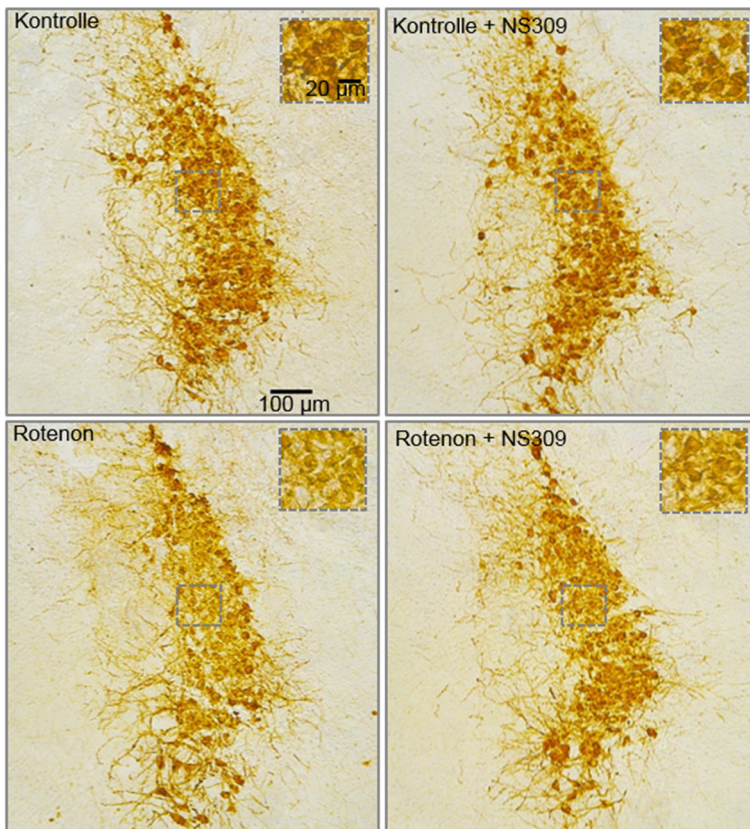 Kontrolle
20 µm
Kontrolle + NS309
100 µm
Rotenon
Rotenon + NS309